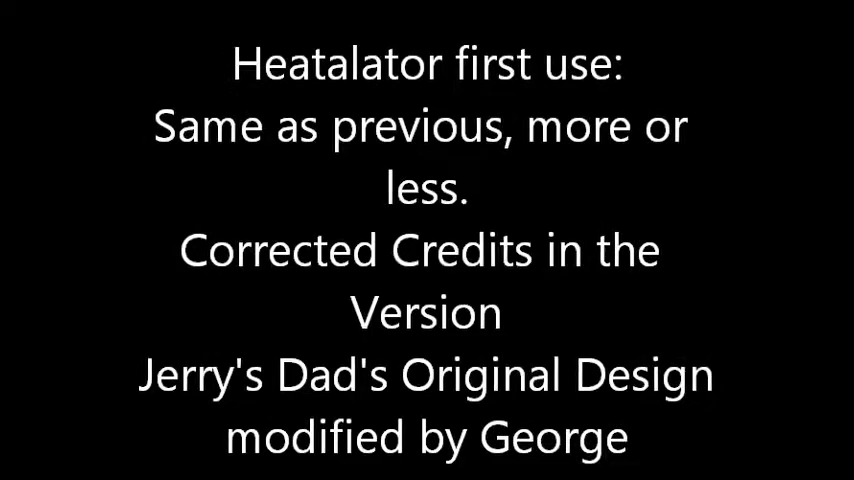 Heatalator first use:
Same as previous, more or
less.
Corrected Credits in the
Version
Jerry's Dad's Original Design
modified by George